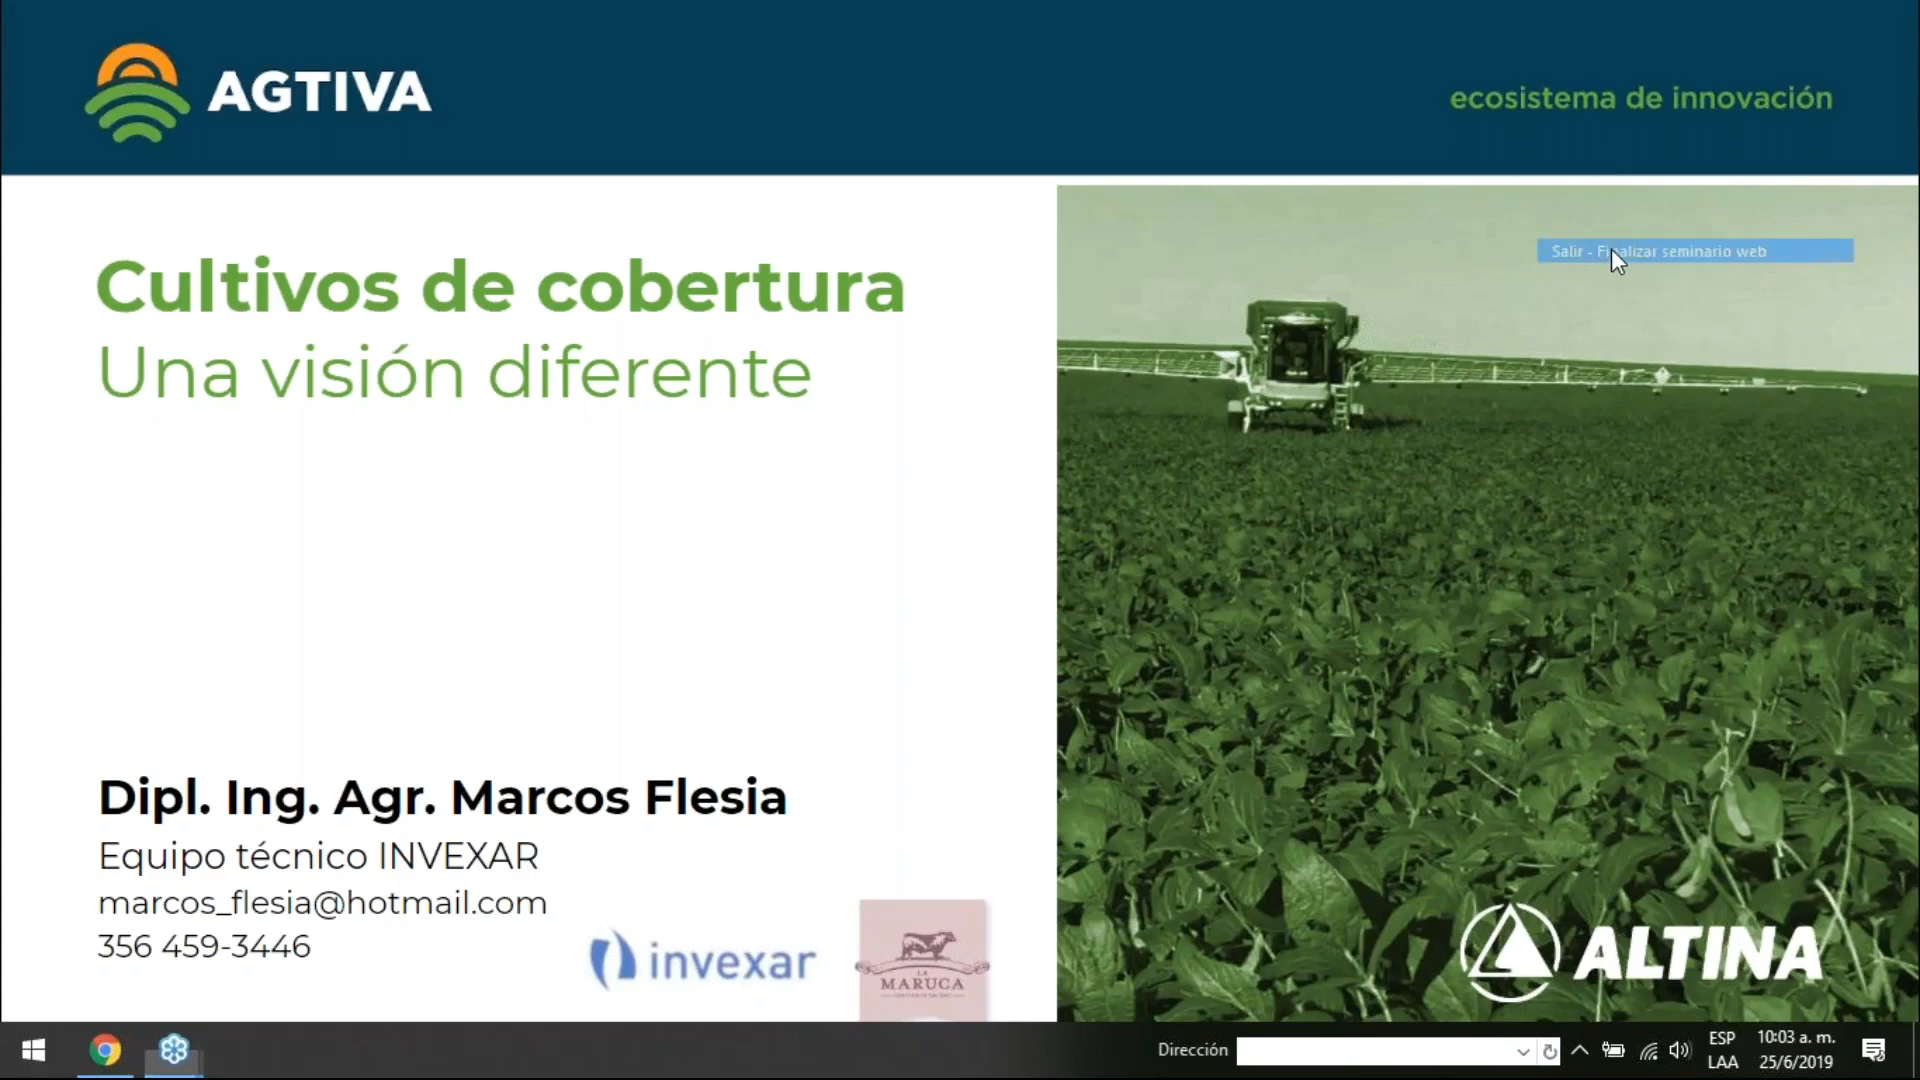 AGTIVA
ecosistema de innovación
Salir - Finalizar seminario web
Cultivos de cobertura
Una visión diferente
Dipl. Ing. Agr. Marcos Flesia
Equipo técnico INVEXAR
marcos_flesia@hotmail.com
356 459-3446
invexar
LA
MARUCA
ALTINA
Dirección
ESP
LAA
10:03 a. m.
25/6/2019